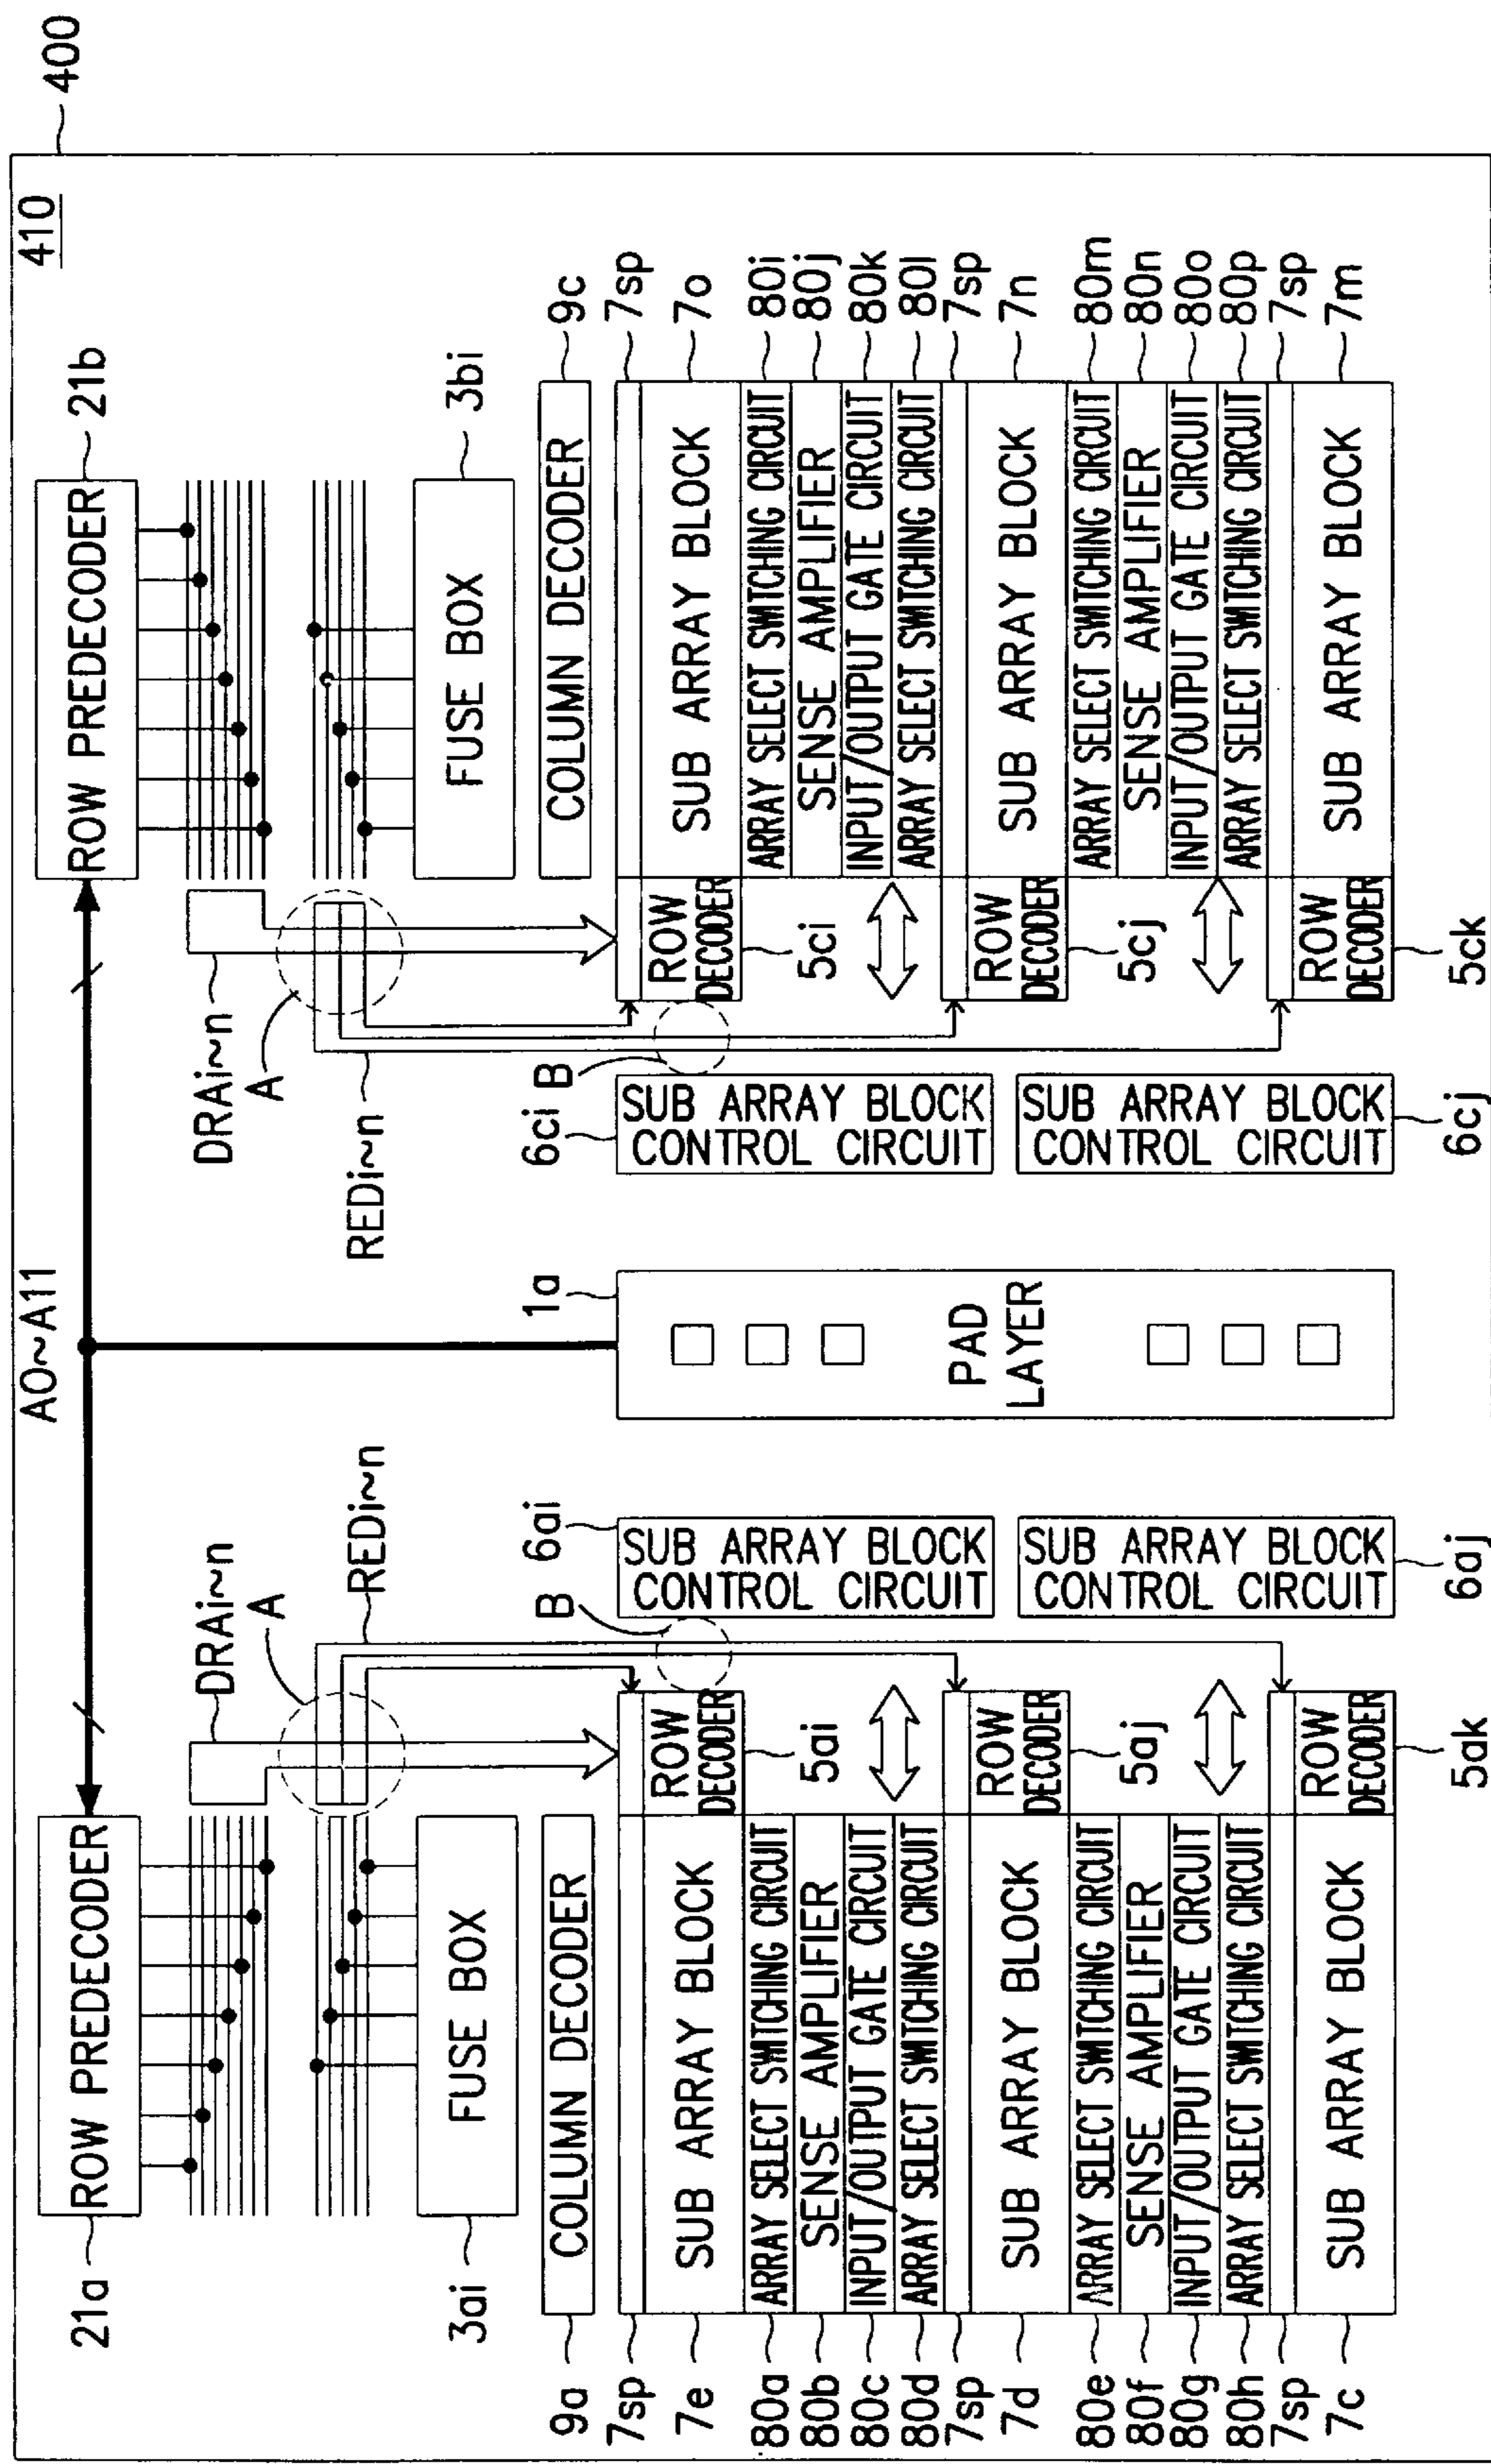 400
410
A0~A11
21a
ROW PREDECODER
ROW PREDECODER
21b
DRAi~n
A
REDi~n
DRAi~n
A
REDi~n
3ai
FUSE BOX
FUSE BOX
3bi
9a
COLUMN DECODER
COLUMN DECODER
9c
7sp
7e
SUB ARRAY BLOCK
ROW
DECODER
5ai
80a
ARRAY SELECT SWITCHING CIRCUIT
80b
SENSE AMPLIFIER
80c
INPUT/OUTPUT GATE CIRCUIT
80d
ARRAY SELECT SWITCHING CIRCUIT
7sp
7d
SUB ARRAY BLOCK
ROW
DECODER
5aj
80e
ARRAY SELECT SWITCHING CIRCUIT
80f
SENSE AMPLIFIER
80g
INPUT/OUTPUT GATE CIRCUIT
80h
ARRAY SELECT SWITCHING CIRCUIT
7sp
7c
SUB ARRAY BLOCK
ROW
DECODER
5ak
B
6ai
SUB ARRAY BLOCK
CONTROL CIRCUIT
SUB ARRAY BLOCK
CONTROL CIRCUIT
6aj
1a
PAD
LAYER
B
6ci
SUB ARRAY BLOCK
CONTROL CIRCUIT
SUB ARRAY BLOCK
CONTROL CIRCUIT
6cj
7sp
ROW
DECODER
5ci
SUB ARRAY BLOCK
7o
ARRAY SELECT SWITCHING CIRCUIT
80i
SENSE AMPLIFIER
80j
INPUT/OUTPUT GATE CIRCUIT
80k
ARRAY SELECT SWITCHING CIRCUIT
80l
7sp
ROW
DECODER
5cj
SUB ARRAY BLOCK
7n
ARRAY SELECT SWITCHING CIRCUIT
80m
SENSE AMPLIFIER
80n
INPUT/OUTPUT GATE CIRCUIT
80o
ARRAY SELECT SWITCHING CIRCUIT
80p
7sp
ROW
DECODER
5ck
SUB ARRAY BLOCK
7m